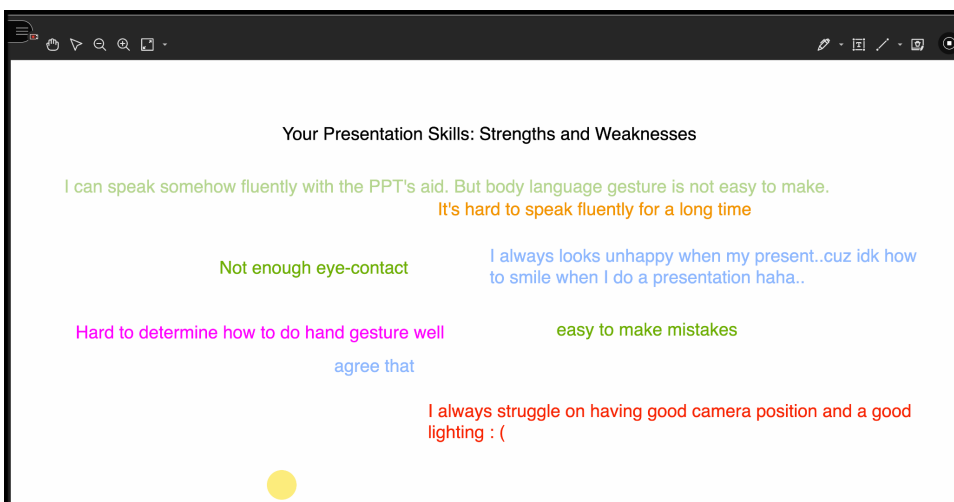 Your Presentation Skills: Strengths and Weaknesses
I can speak somehow fluently with the PPT's aid. But body language gesture is not easy to make.
It's hard to speak fluently for a long time
Not enough eye-contact
I always looks unhappy when my present..cuz idk how
to smile when I do a presentation haha..
Hard to determine how to do hand gesture well
easy to make mistakes
agree that
I always struggle on having good camera position and a good
lighting : (